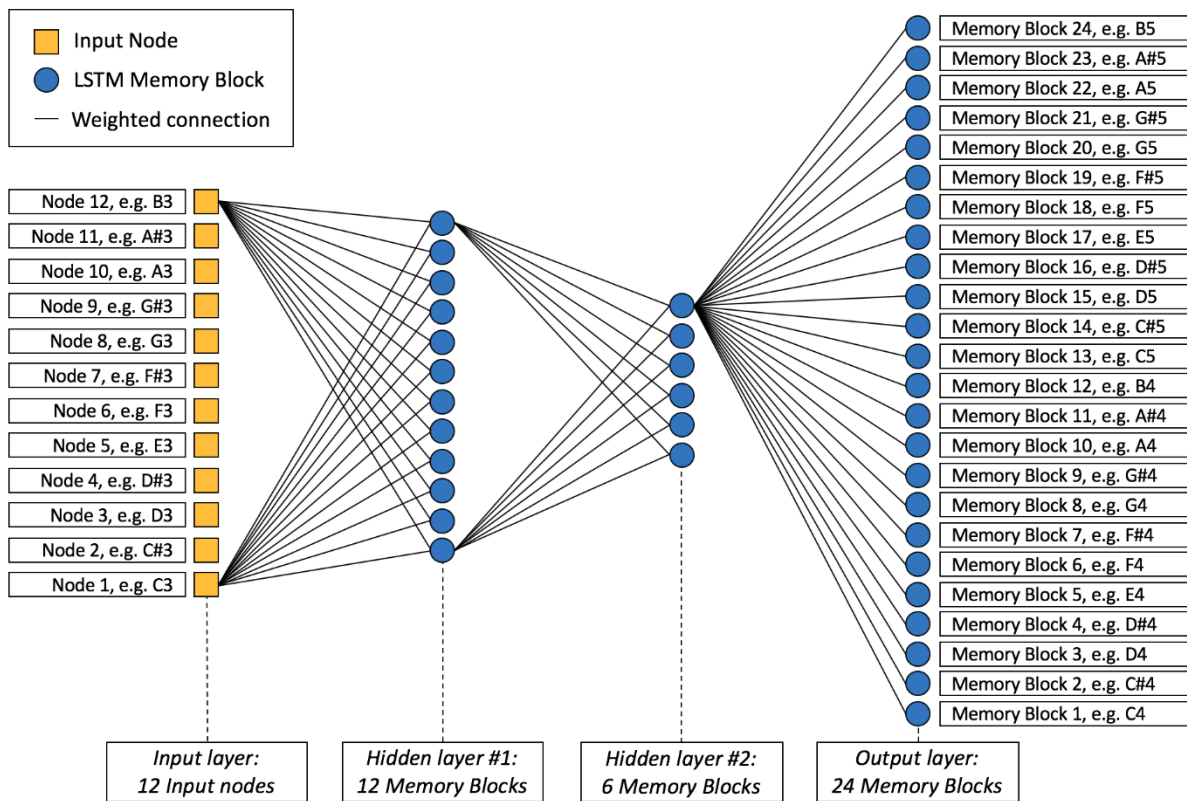 Input Node
LSTM Memory Block
Weighted connection
Node 12, e.g. B3
Node 11, e.g. A#3
Node 10, e.g. A3
Node 9, e.g. G#3
Node 8, e.g. G3
Node 7, e.g. F#3
Node 6, e.g. F3
Node 5, e.g. E3
Node 4, e.g. D#3
Node 3, e.g. D3
Node 2, e.g. C#3
Node 1, e.g. C3
Memory Block 24, e.g. B5
Memory Block 23, e.g. A#5
Memory Block 22, e.g. A5
Memory Block 21, e.g. G#5
Memory Block 20, e.g. G5
Memory Block 19, e.g. F#5
Memory Block 18, e.g. F5
Memory Block 17, e.g. E5
Memory Block 16, e.g. D#5
Memory Block 15, e.g. D5
Memory Block 14, e.g. C#5
Memory Block 13, e.g. C5
Memory Block 12, e.g. B4
Memory Block 11, e.g. A#4
Memory Block 10, e.g. A4
Memory Block 9, e.g. G#4
Memory Block 8, e.g. G4
Memory Block 7, e.g. F#4
Memory Block 6, e.g. F4
Memory Block 5, e.g. E4
Memory Block 4, e.g. D#4
Memory Block 3, e.g. D4
Memory Block 2, e.g. C#4
Memory Block 1, e.g. C4
Input layer:
12 Input nodes
Hidden layer #1:
12 Memory Blocks
Hidden layer #2:
6 Memory Blocks
Output layer:
24 Memory Blocks